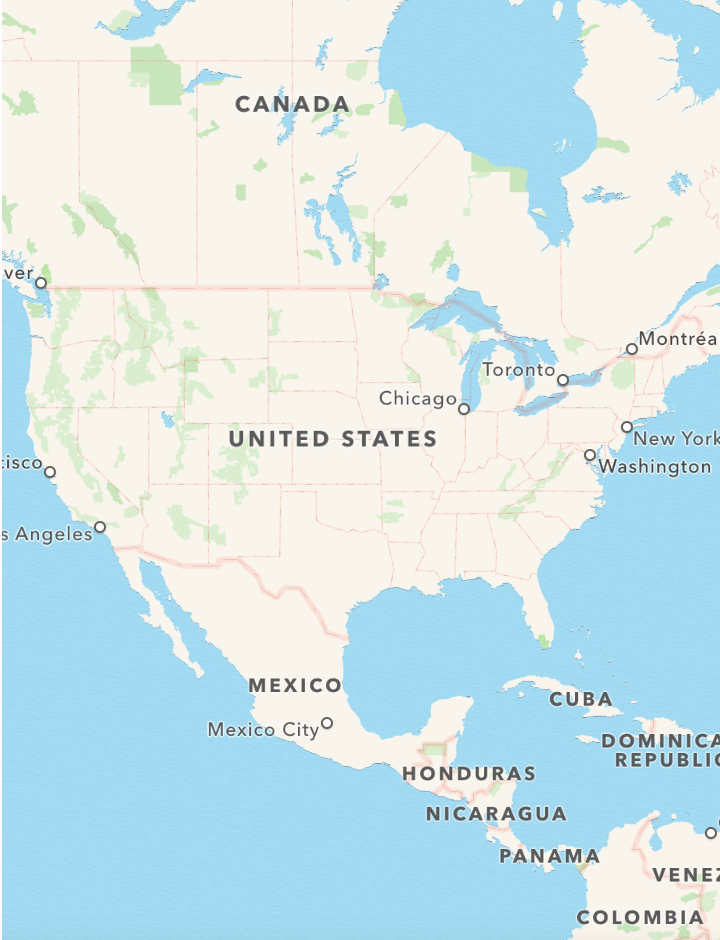 CANADA
ver
Montréa
Toronto
Chicago
UNITED STATES
New York
cisco
Washington
s Angeles
MEXICO
CUBA
Mexico City
DOMINICA
REPUBLIC
HONDURAS
NICARAGUA
PANAMA
VENEZ
COLOMBIA